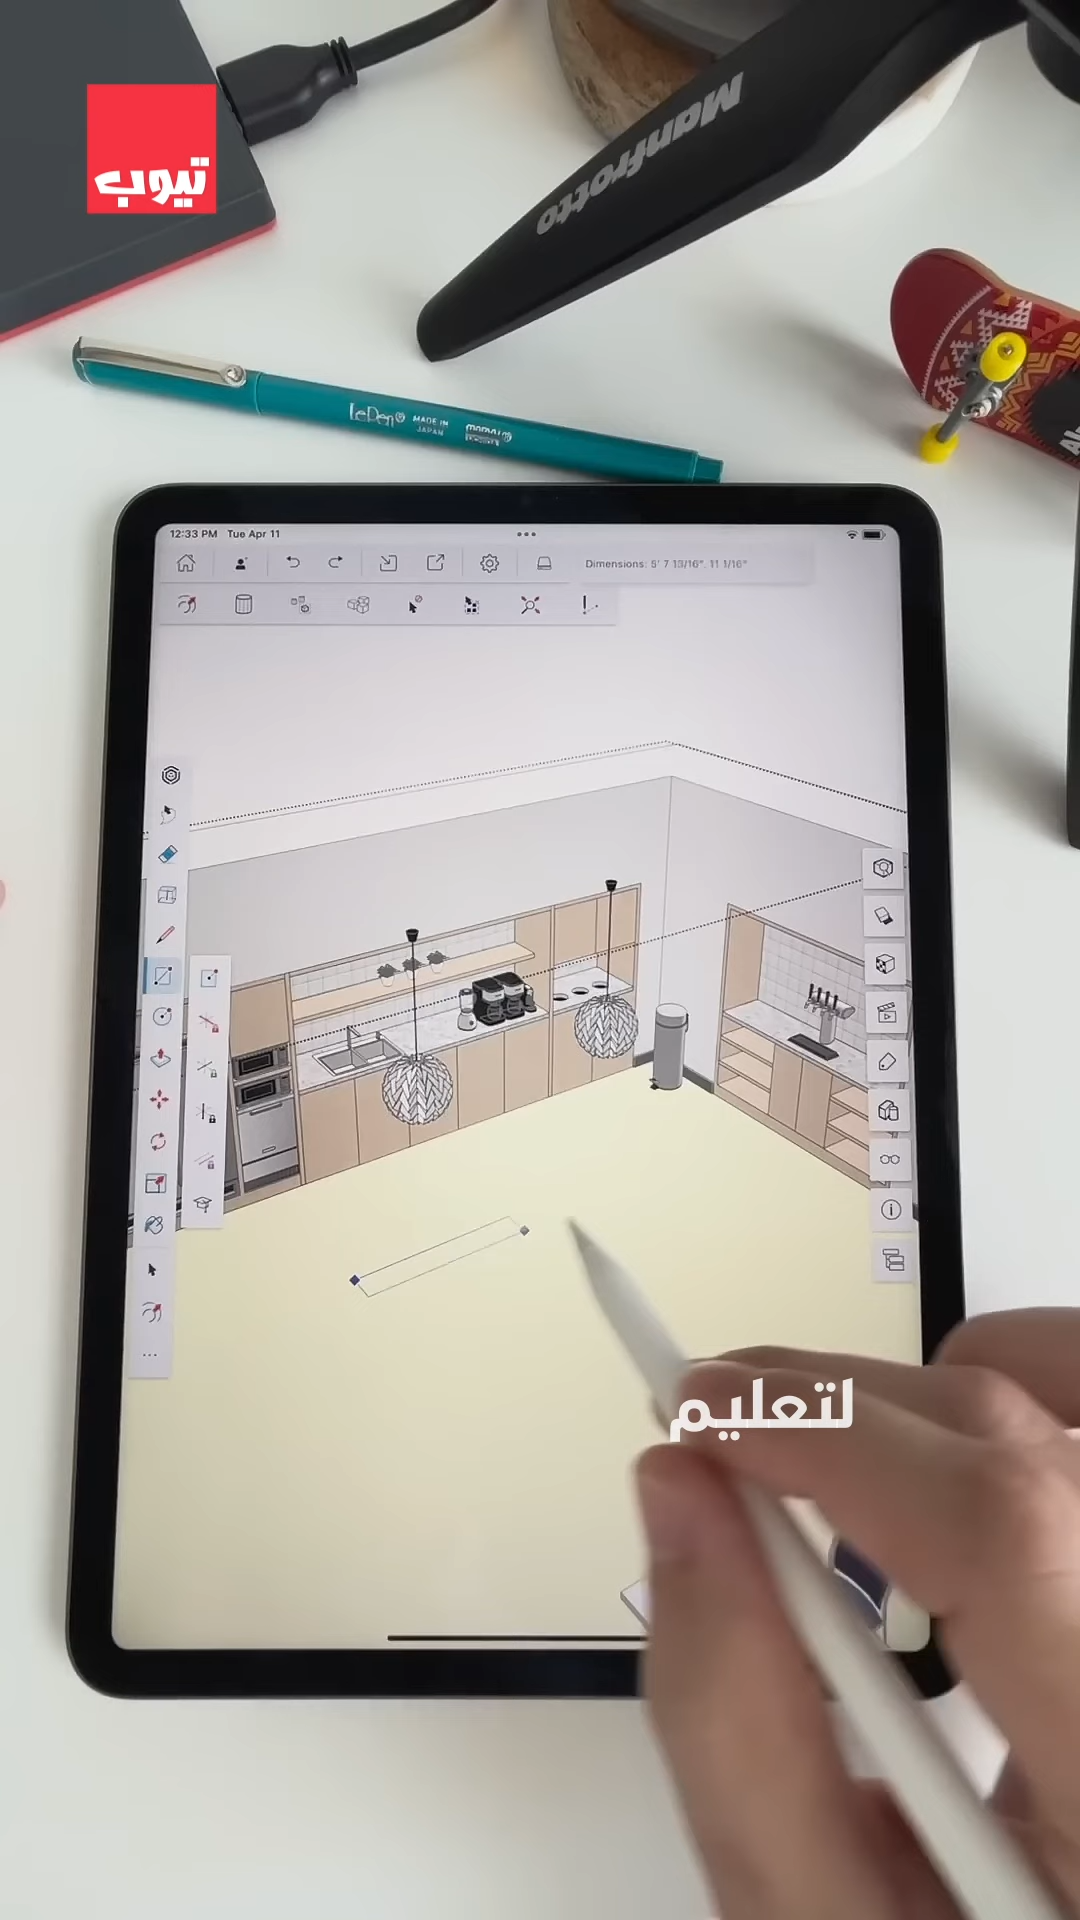 تيوب
Manfrotto
LePen
MADE IN
JAPAN
12:33 PM Tue Apr 11
Dimensions: 5' 7 13/16", 11 1/16"
لتعليم